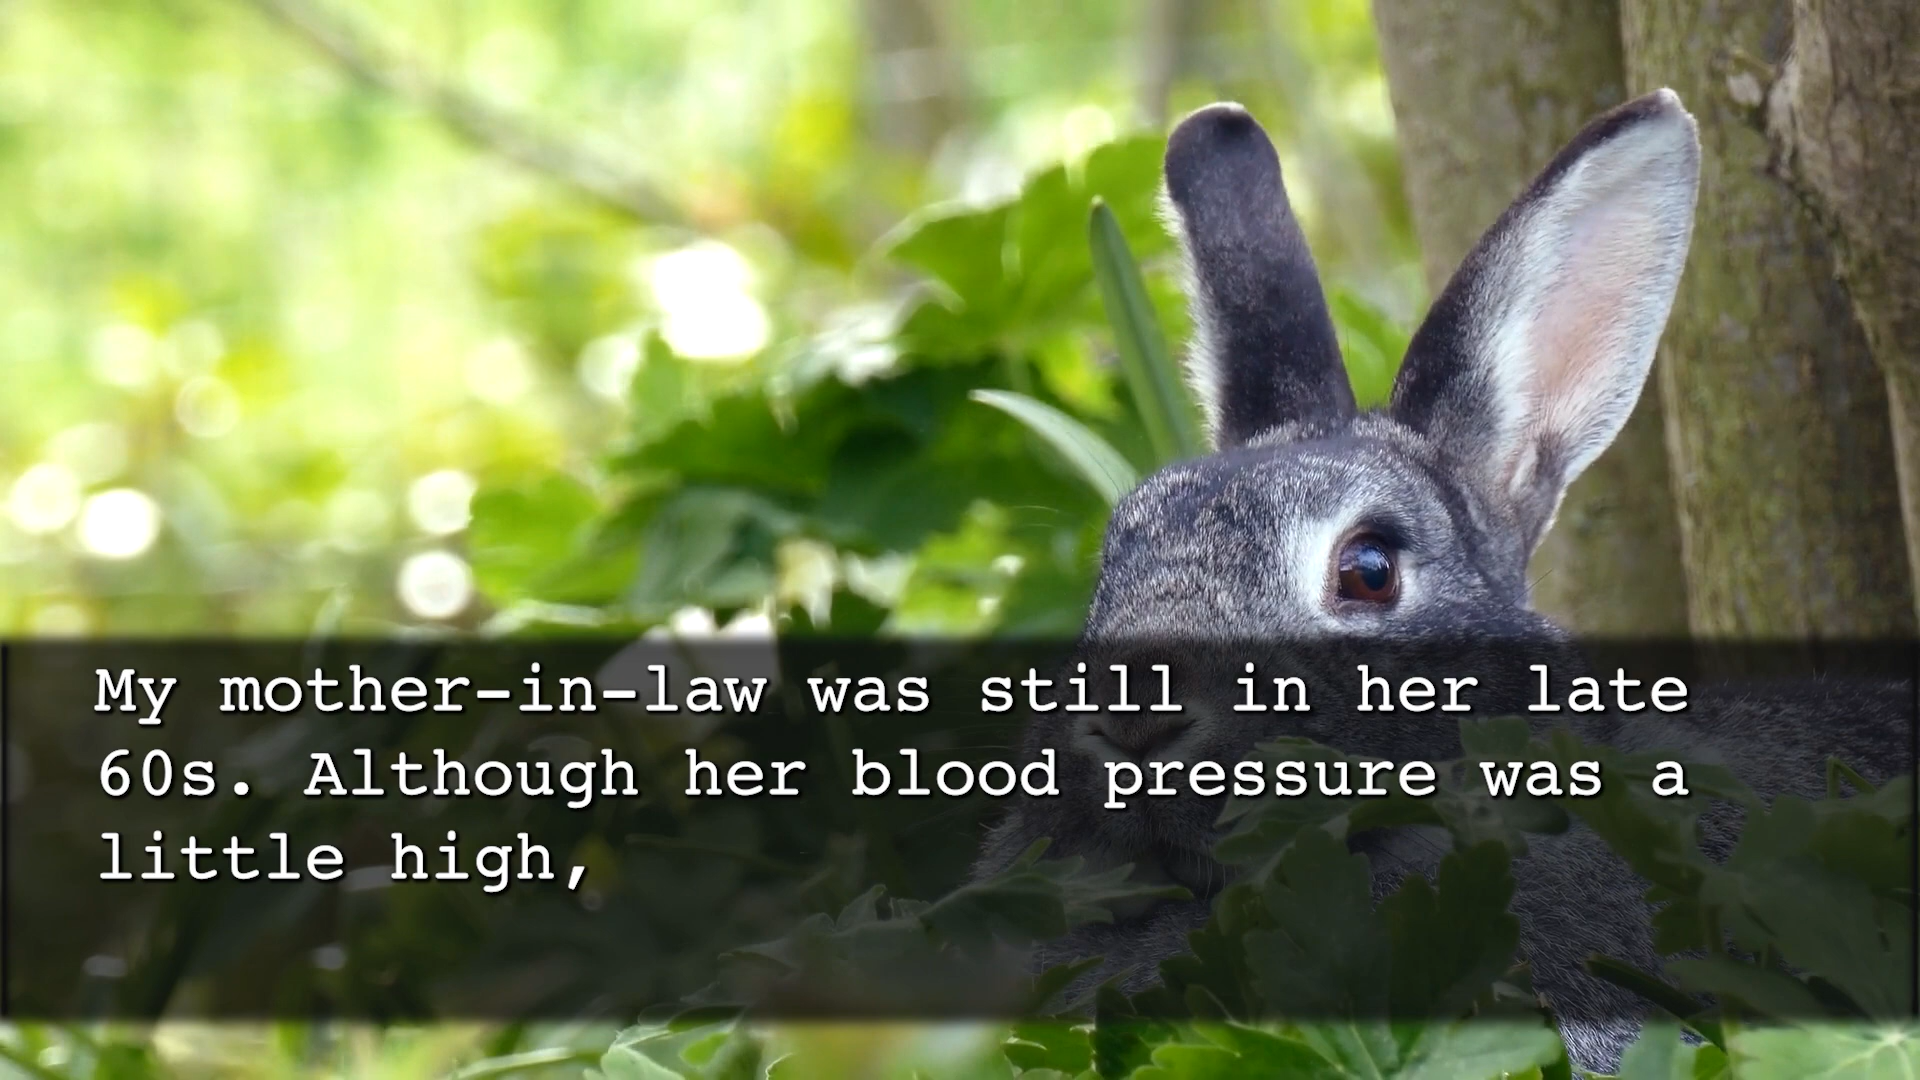 My mother-in-law was still in her late
60s. Although her blood pressure was a
little high,